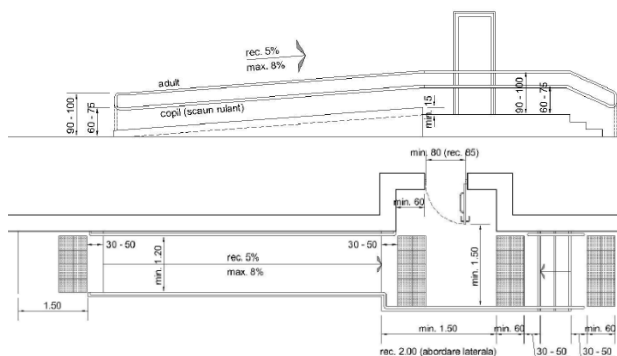 rec. 5%
max. 8%
adult
copil (scaun rulant)
90 - 100
60 - 75
min. 15
90 - 100
60 - 75
min. 80 (rec. 85)
min. 60
30 - 50
min. 1.20
rec. 5%
max. 8%
30 - 50
min. 1.50
1.50
min. 1.50
min. 60
rec. 2.00 (abordare laterala)
30 - 50
30 - 50